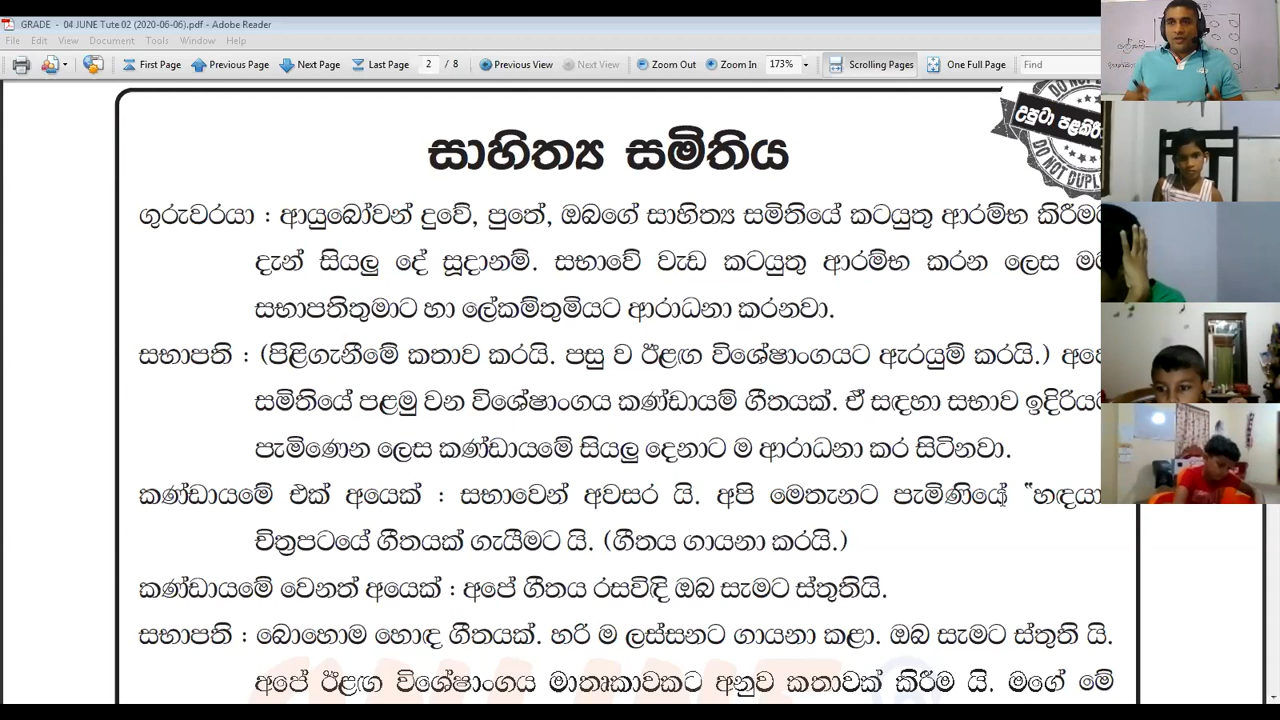 GRADE - 04 JUNE Tute 02 (2020-06-06).pdf - Adobe Reader
File Edit View Document Tools Window Help
First Page Previous Page Next Page Last Page 2 / 8 Previous View Next View Zoom Out Zoom In 173% Scrolling Pages One Full Page Find
සාහිත්‍ය සමිතිය
ගුරුවරයා : ආයුබෝවන් දුවේ, පුතේ, ඔබගේ සාහිත්‍ය සමිතියේ කටයුතු ආරම්භ
දැන් සියලු දේ සූදානම්. සභාවේ වැඩ කටයුතු ආරම්භ කරන ලෙස
සභාපතිතුමාට හා ලේකම්තුමියට ආරාධනා කරනවා.
සභාපති : (පිළිගැනීමේ කතාව කරයි. පසු ව ඊළඟ විශේෂාංගයට ඇරයුම් කරයි.)
සමිතියේ පළමු වන විශේෂාංගය කණ්ඩායම් ගීතයක්. ඒ සඳහා සභාව
පැමිණෙන ලෙස කණ්ඩායමේ සියලු දෙනාට ම ආරාධනා කර සිටිනවා.
කණ්ඩායමේ එක් අයෙක් : සභාවෙන් අවසර යි. අපි මෙතැනට පැමිණියේ "හඳයා
චිත්‍රපටයේ ගීතයක් ගැයීමට යි. (ගීතය ගායනා කරයි.)
කණ්ඩායමේ වෙනත් අයෙක් : අපේ ගීතය රසවිඳි ඔබ සැමට ස්තුතියි.
සභාපති : බොහොම හොඳ ගීතයක්. හරි ම ලස්සනට ගායනා කළා. ඔබ සැමට ස්තුති යි.
අපේ ඊළඟ විශේෂාංගය මාතෘකාවකට අනුව කතාවක් කිරීම යි. මගේ මේ
DO NOT DUPL